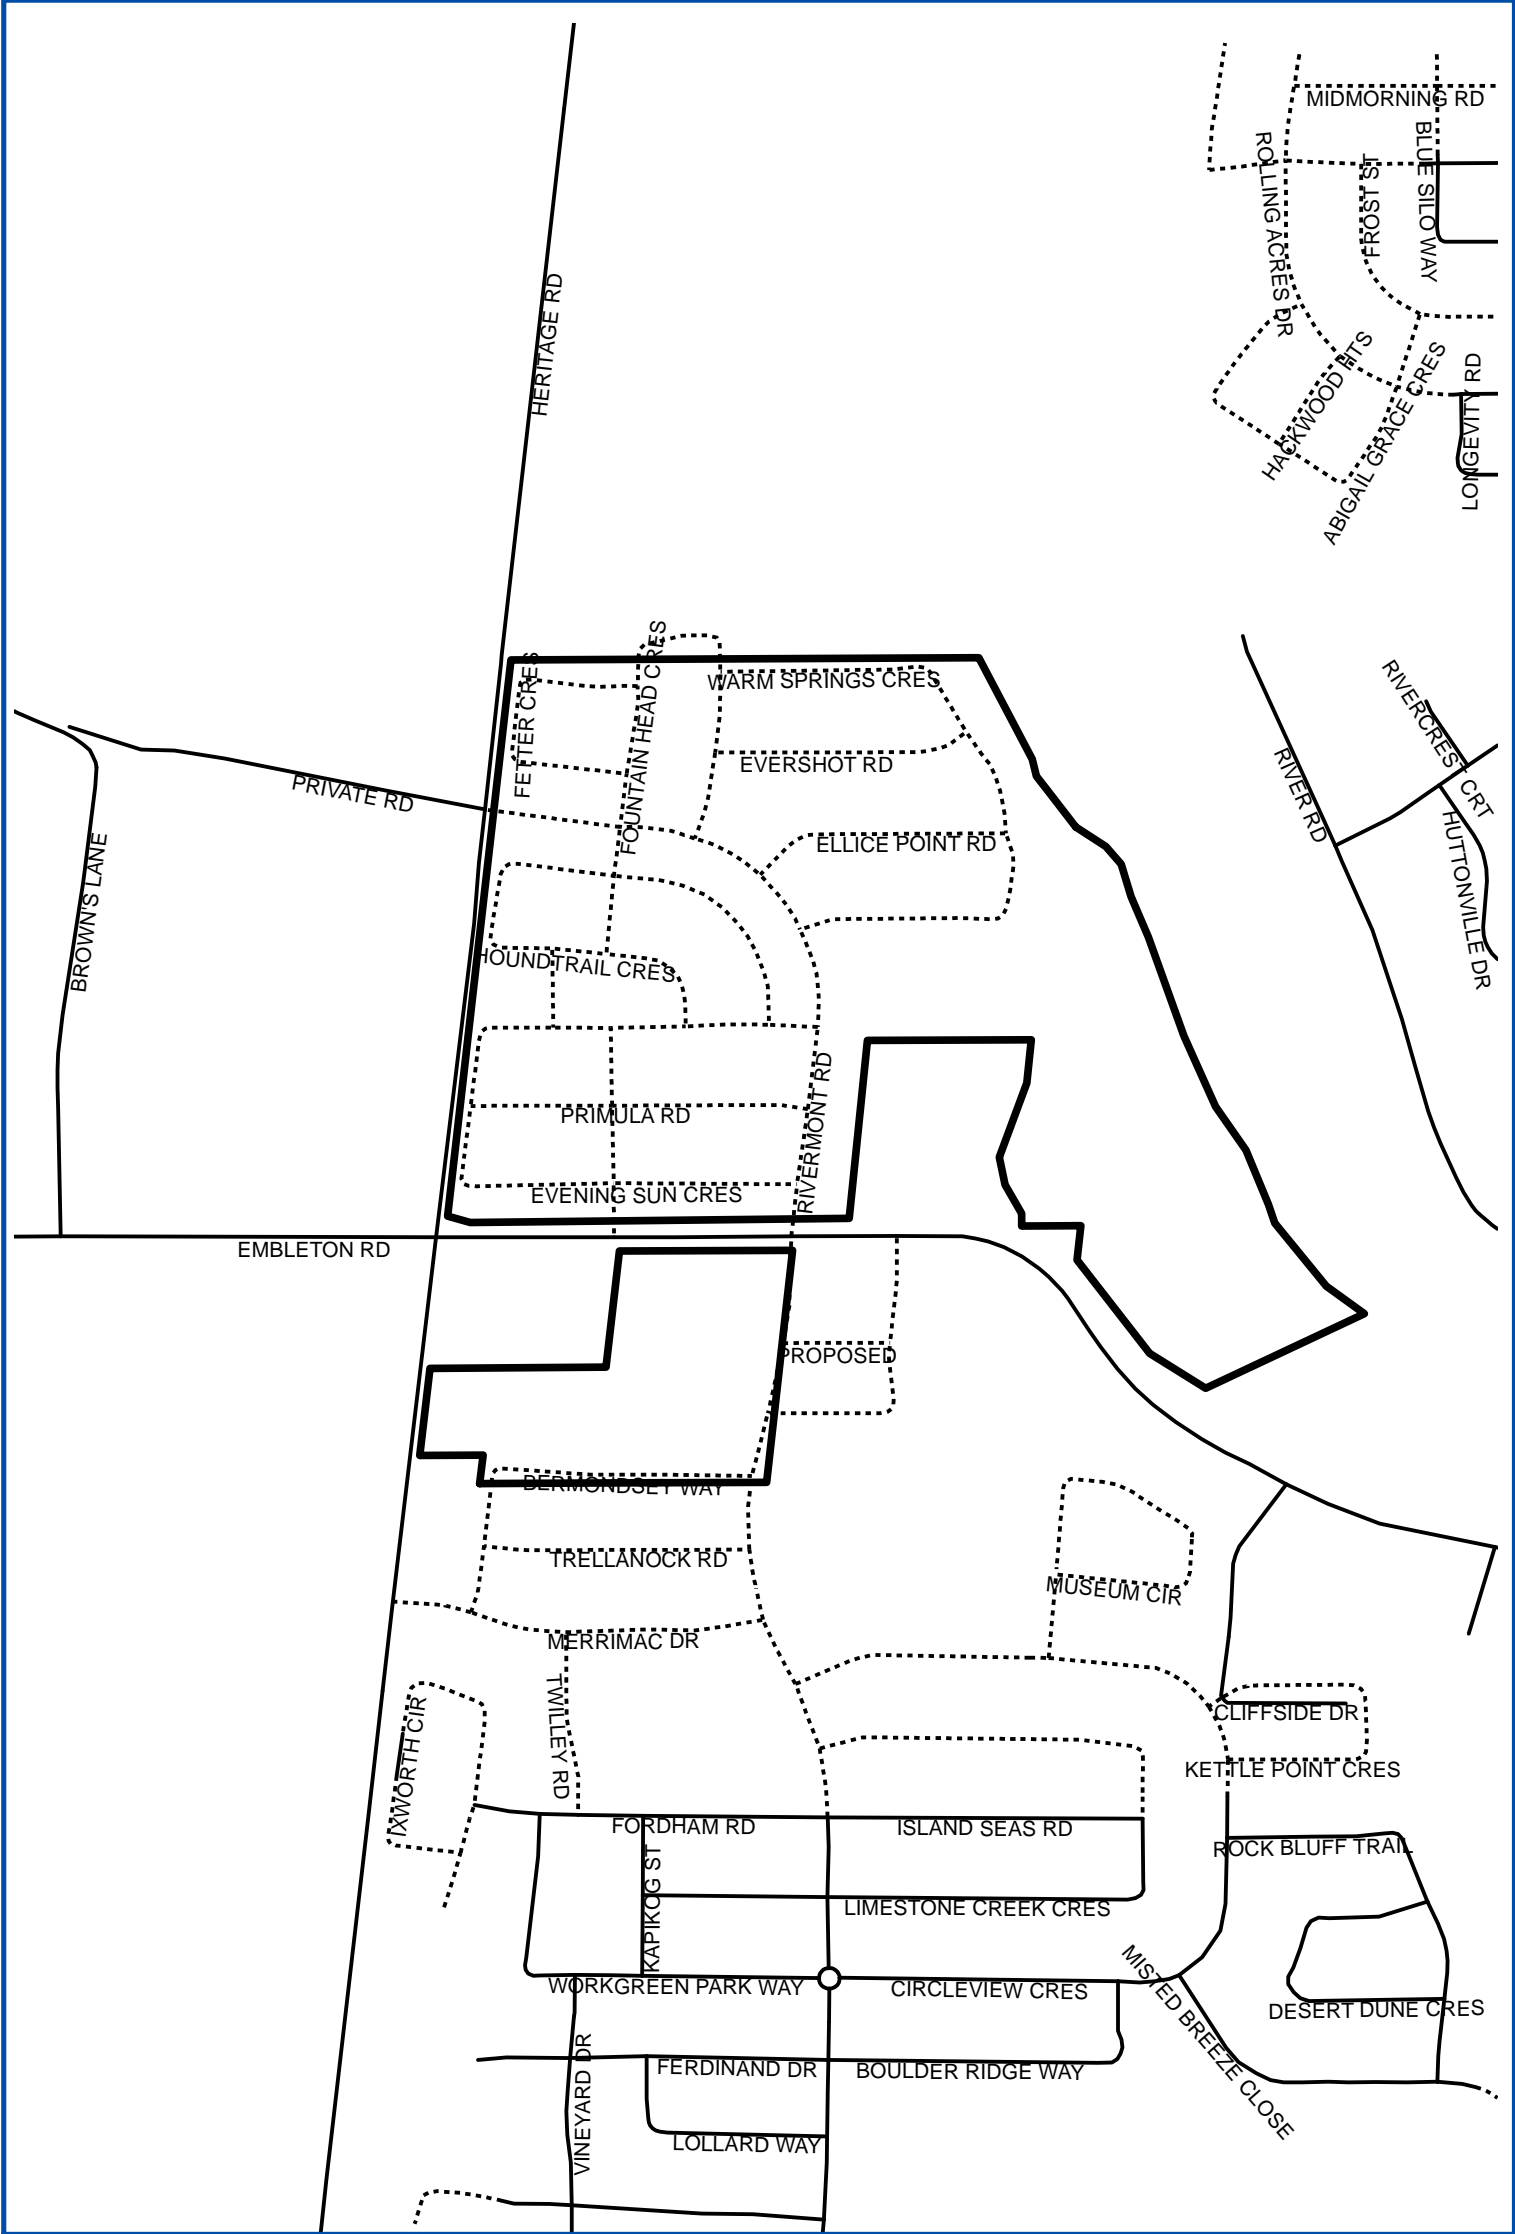 MIDMORNING RD
ROLLING ACRES DR
FROST ST
BLUE SILO WAY
HERITAGE RD
HACKWOOD HTS
ABIGAIL GRACE CRES
LONGEVITY RD
FETTER CRES
FOUNTAIN HEAD CRES
WARM SPRINGS CRES
RIVERCREST CRT
EVERSHOT RD
RIVER RD
PRIVATE RD
ELLICE POINT RD
HUTTONVILLE DR
BROWN'S LANE
HOUNDTRAIL CRES
PRIMULA RD
RIVERMONT RD
EVENING SUN CRES
EMBLETON RD
PROPOSED
BERMONDSEY WAY
TRELLANOCK RD
MUSEUM CIR
MERRIMAC DR
TWILLEY RD
IXWORTH CIR
CLIFFSIDE DR
KETTLE POINT CRES
FORDHAM RD
ISLAND SEAS RD
ROCK BLUFF TRAIL
KAPIKOG ST
LIMESTONE CREEK CRES
WORKGREEN PARK WAY
CIRCLEVIEW CRES
MISTED BREEZE CLOSE
DESERT DUNE CRES
VINEYARD DR
FERDINAND DR
BOULDER RIDGE WAY
LOLLARD WAY